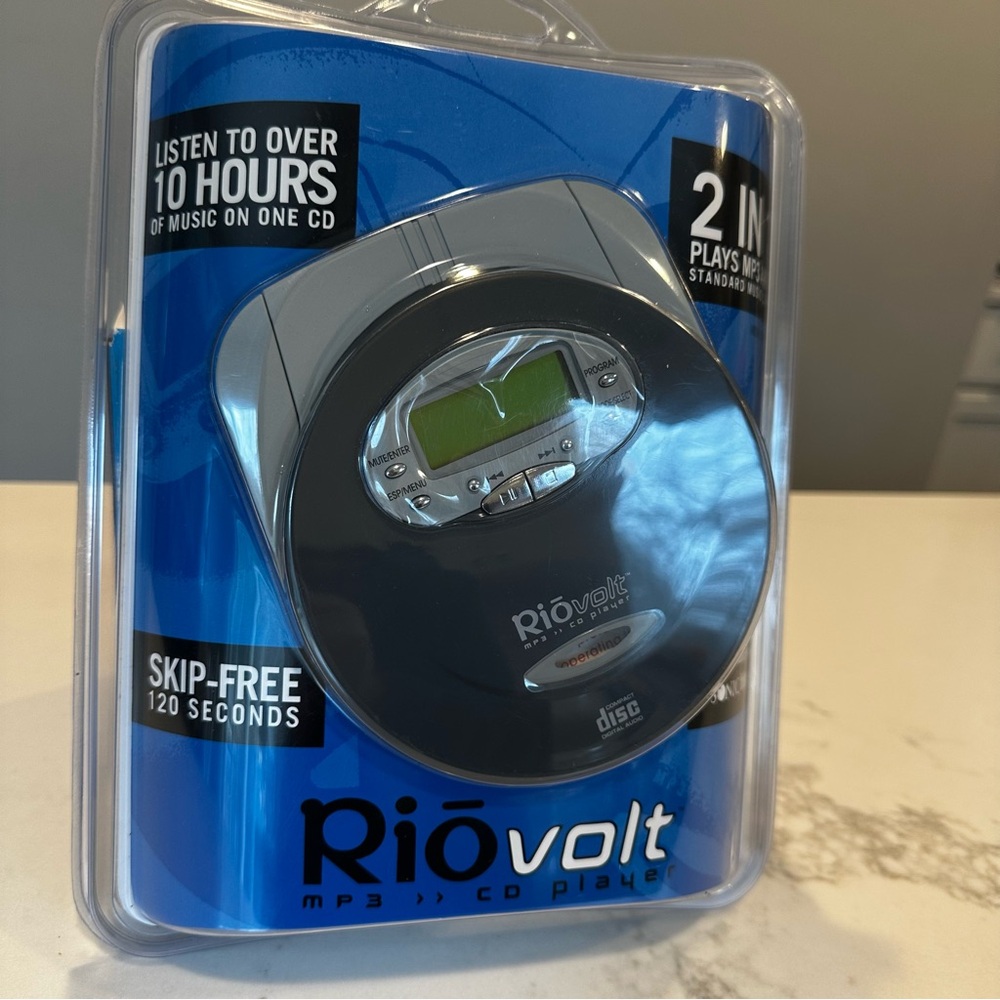 LISTEN TO OVER
10 HOURS
OF MUSIC ON ONE CD
2 IN
PLAYS MP3
STANDARD
PROGRAM
MUTE/ENTER
ESP/MENU
Riōvolt™
MP3 ›› CD player
COMPACT
disc
DIGITAL AUDIO
SKIP-FREE
120 SECONDS
Riōvolt
MP3 ›› CD player